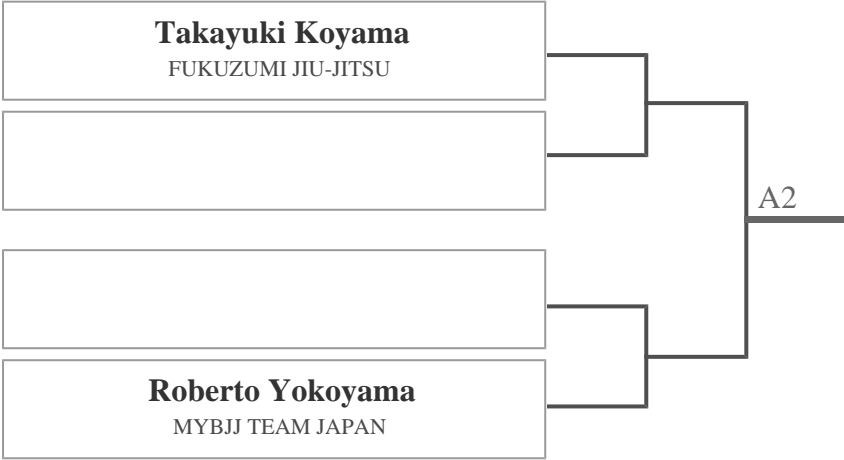 Takayuki Koyama
FUKUZUMI JIU-JITSU
A2
Roberto Yokoyama
MYBJJ TEAM JAPAN